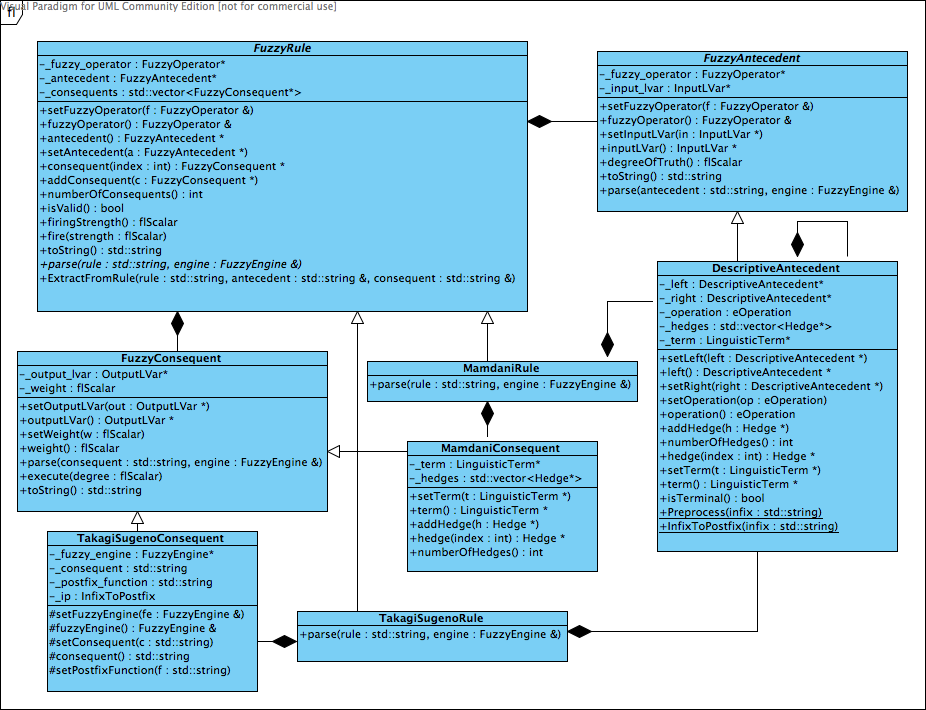 Visual Paradigm for UML Community Edition [not for commercial use]
fl
FuzzyRule
-_fuzzy_operator : FuzzyOperator*
-_antecedent : FuzzyAntecedent*
-_consequents : std::vector<FuzzyConsequent*>
+setFuzzyOperator(f : FuzzyOperator &)
+fuzzyOperator() : FuzzyOperator &
+antecedent() : FuzzyAntecedent *
+setAntecedent(a : FuzzyAntecedent *)
+consequent(index : int) : FuzzyConsequent *
+addConsequent(c : FuzzyConsequent *)
+numberOfConsequents() : int
+isValid() : bool
+firingStrength() : flScalar
+fire(strength : flScalar)
+toString() : std::string
+parse(rule : std::string, engine : FuzzyEngine &)
+ExtractFromRule(rule : std::string, antecedent : std::string &, consequent : std::string &)
FuzzyAntecedent
-_fuzzy_operator : FuzzyOperator*
-_input_lvar : InputLVar*
+setFuzzyOperator(f : FuzzyOperator &)
+fuzzyOperator() : FuzzyOperator &
+setInputLVar(in : InputLVar *)
+inputLVar() : InputLVar *
+degreeOfTruth() : flScalar
+toString() : std::string
+parse(antecedent : std::string, engine : FuzzyEngine &)
DescriptiveAntecedent
-_left : DescriptiveAntecedent*
-_right : DescriptiveAntecedent*
-_operation : eOperation
-_hedges : std::vector<Hedge*>
-_term : LinguisticTerm*
+setLeft(left : DescriptiveAntecedent *)
+left() : DescriptiveAntecedent *
+setRight(right : DescriptiveAntecedent *)
+setOperation(op : eOperation)
+operation() : eOperation
+addHedge(h : Hedge *)
+numberOfHedges() : int
+hedge(index : int) : Hedge *
+setTerm(t : LinguisticTerm *)
+term() : LinguisticTerm *
+isTerminal() : bool
+Preprocess(infix : std::string)
+InfixToPostfix(infix : std::string)
FuzzyConsequent
-_output_lvar : OutputLVar*
-_weight : flScalar
+setOutputLVar(out : OutputLVar *)
+outputLVar() : OutputLVar *
+setWeight(w : flScalar)
+weight() : flScalar
+parse(consequent : std::string, engine : FuzzyEngine &)
+execute(degree : flScalar)
+toString() : std::string
MamdaniRule
+parse(rule : std::string, engine : FuzzyEngine &)
MamdaniConsequent
-_term : LinguisticTerm*
-_hedges : std::vector<Hedge*>
+setTerm(t : LinguisticTerm *)
+term() : LinguisticTerm *
+addHedge(h : Hedge *)
+hedge(index : int) : Hedge *
+numberOfHedges() : int
TakagiSugenoConsequent
-_fuzzy_engine : FuzzyEngine*
-_consequent : std::string
-_postfix_function : std::string
-_ip : InfixToPostfix
#setFuzzyEngine(fe : FuzzyEngine &)
#fuzzyEngine() : FuzzyEngine &
#setConsequent(c : std::string)
#consequent() : std::string
#setPostfixFunction(f : std::string)
TakagiSugenoRule
+parse(rule : std::string, engine : FuzzyEngine &)